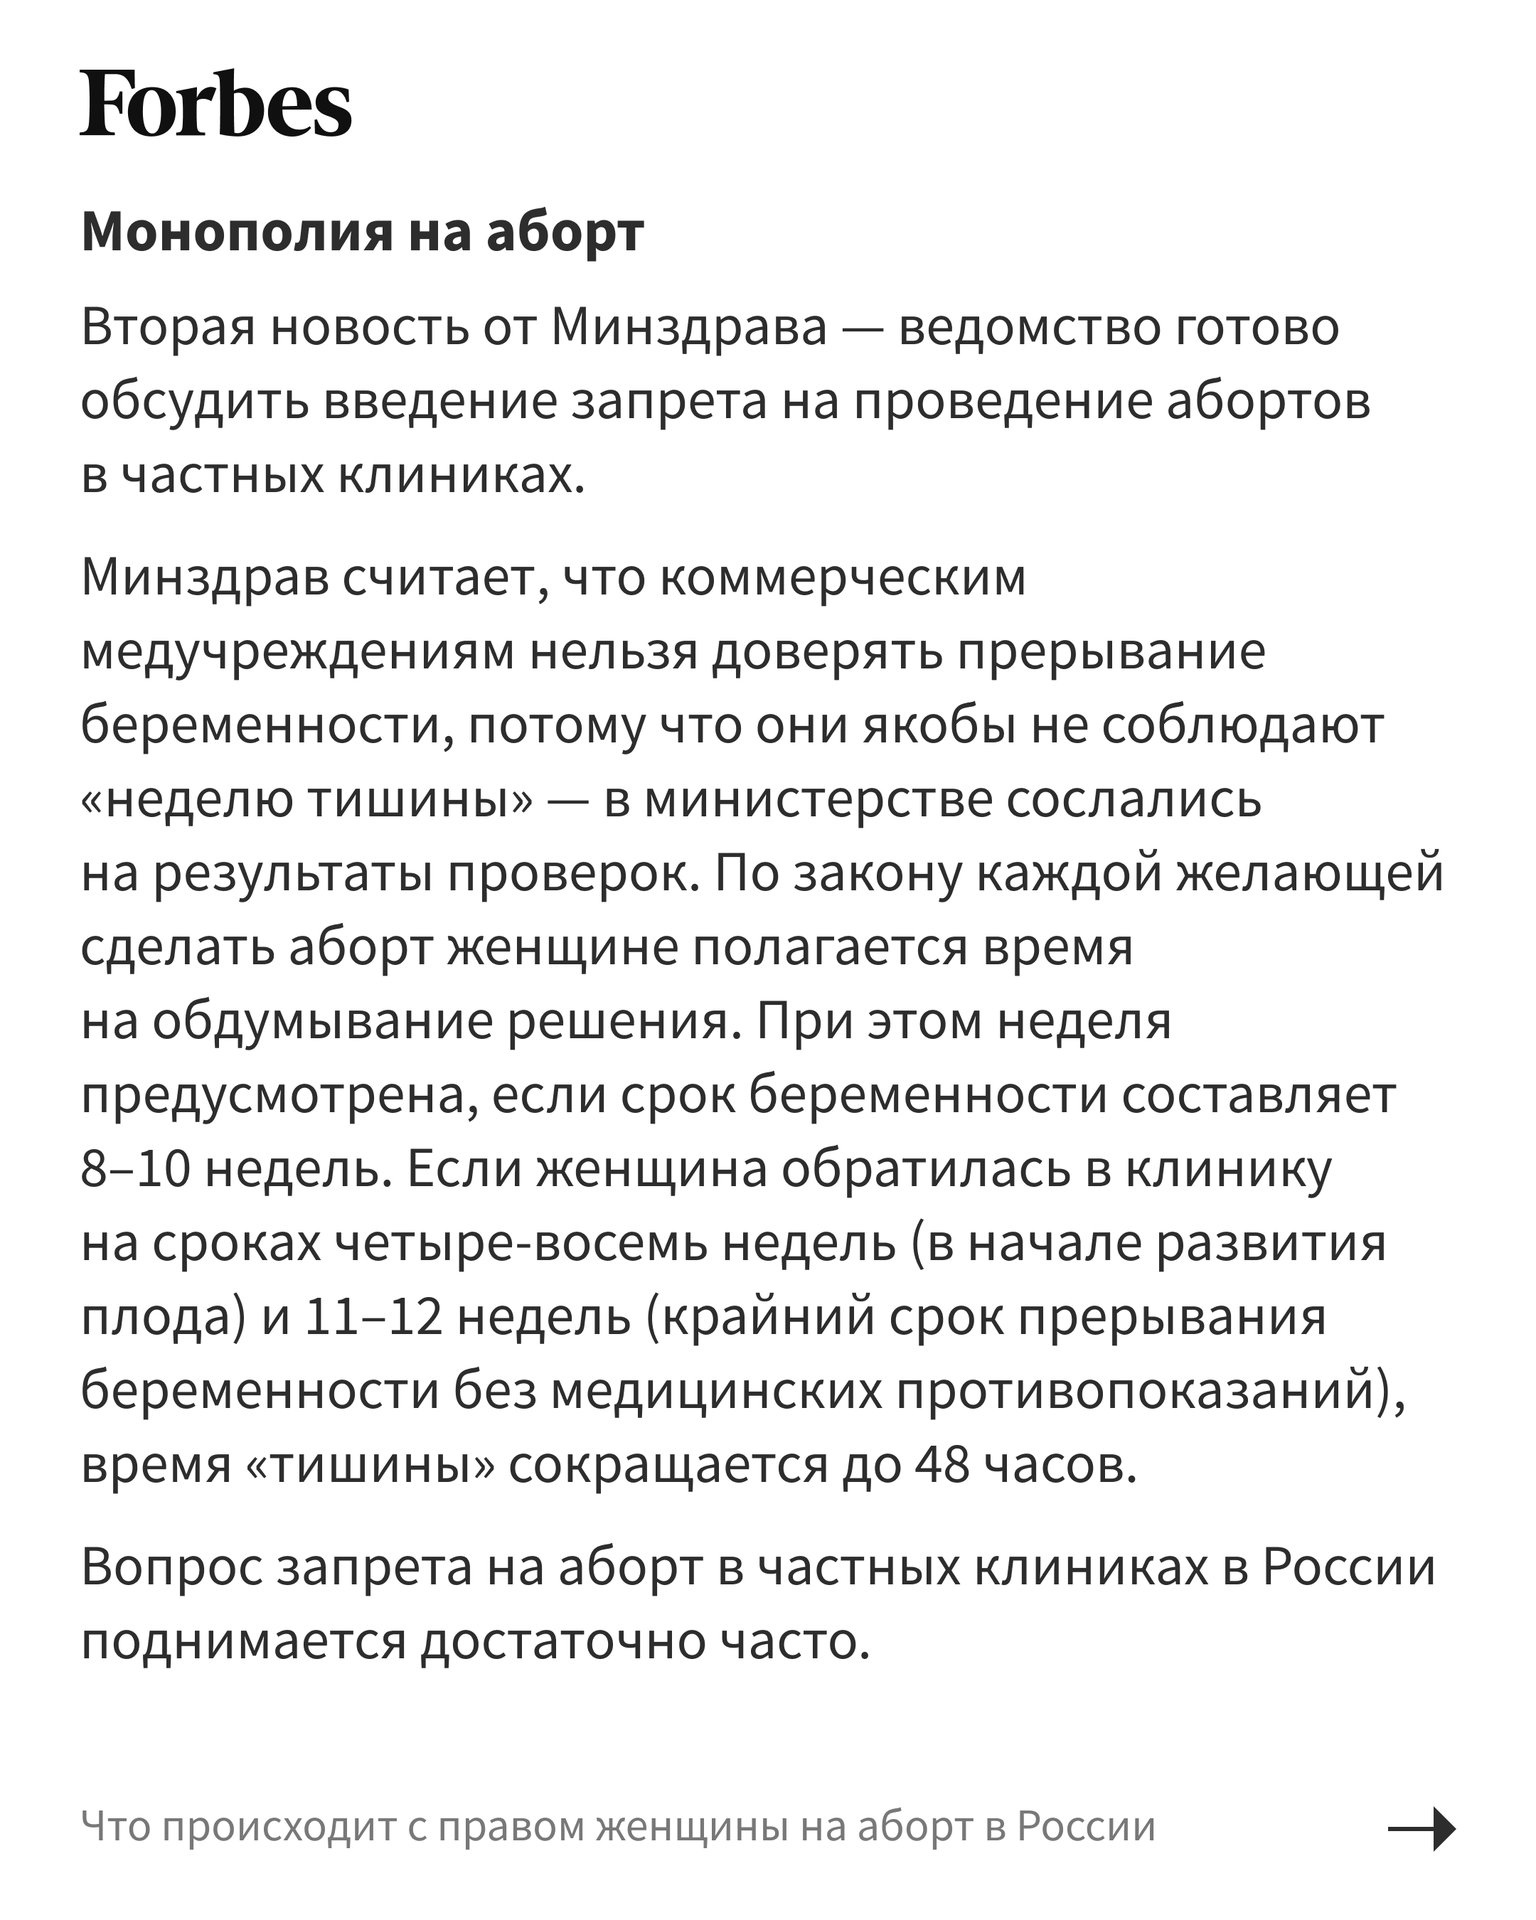 Forbes
Монополия на аборт
Вторая новость от Минздрава — ведомство готово
обсудить введение запрета на проведение абортов
в частных клиниках.
Минздрав считает, что коммерческим
медучреждениям нельзя доверять прерывание
беременности, потому что они якобы не соблюдают
«неделю тишины» — в министерстве сослались
на результаты проверок. По закону каждой желающей
сделать аборт женщине полагается время
на обдумывание решения. При этом неделя
предусмотрена, если срок беременности составляет
8–10 недель. Если женщина обратилась в клинику
на сроках четыре-восемь недель (в начале развития
плода) и 11–12 недель (крайний срок прерывания
беременности без медицинских противопоказаний),
время «тишины» сокращается до 48 часов.
Вопрос запрета на аборт в частных клиниках в России
поднимается достаточно часто.
Что происходит с правом женщины на аборт в России